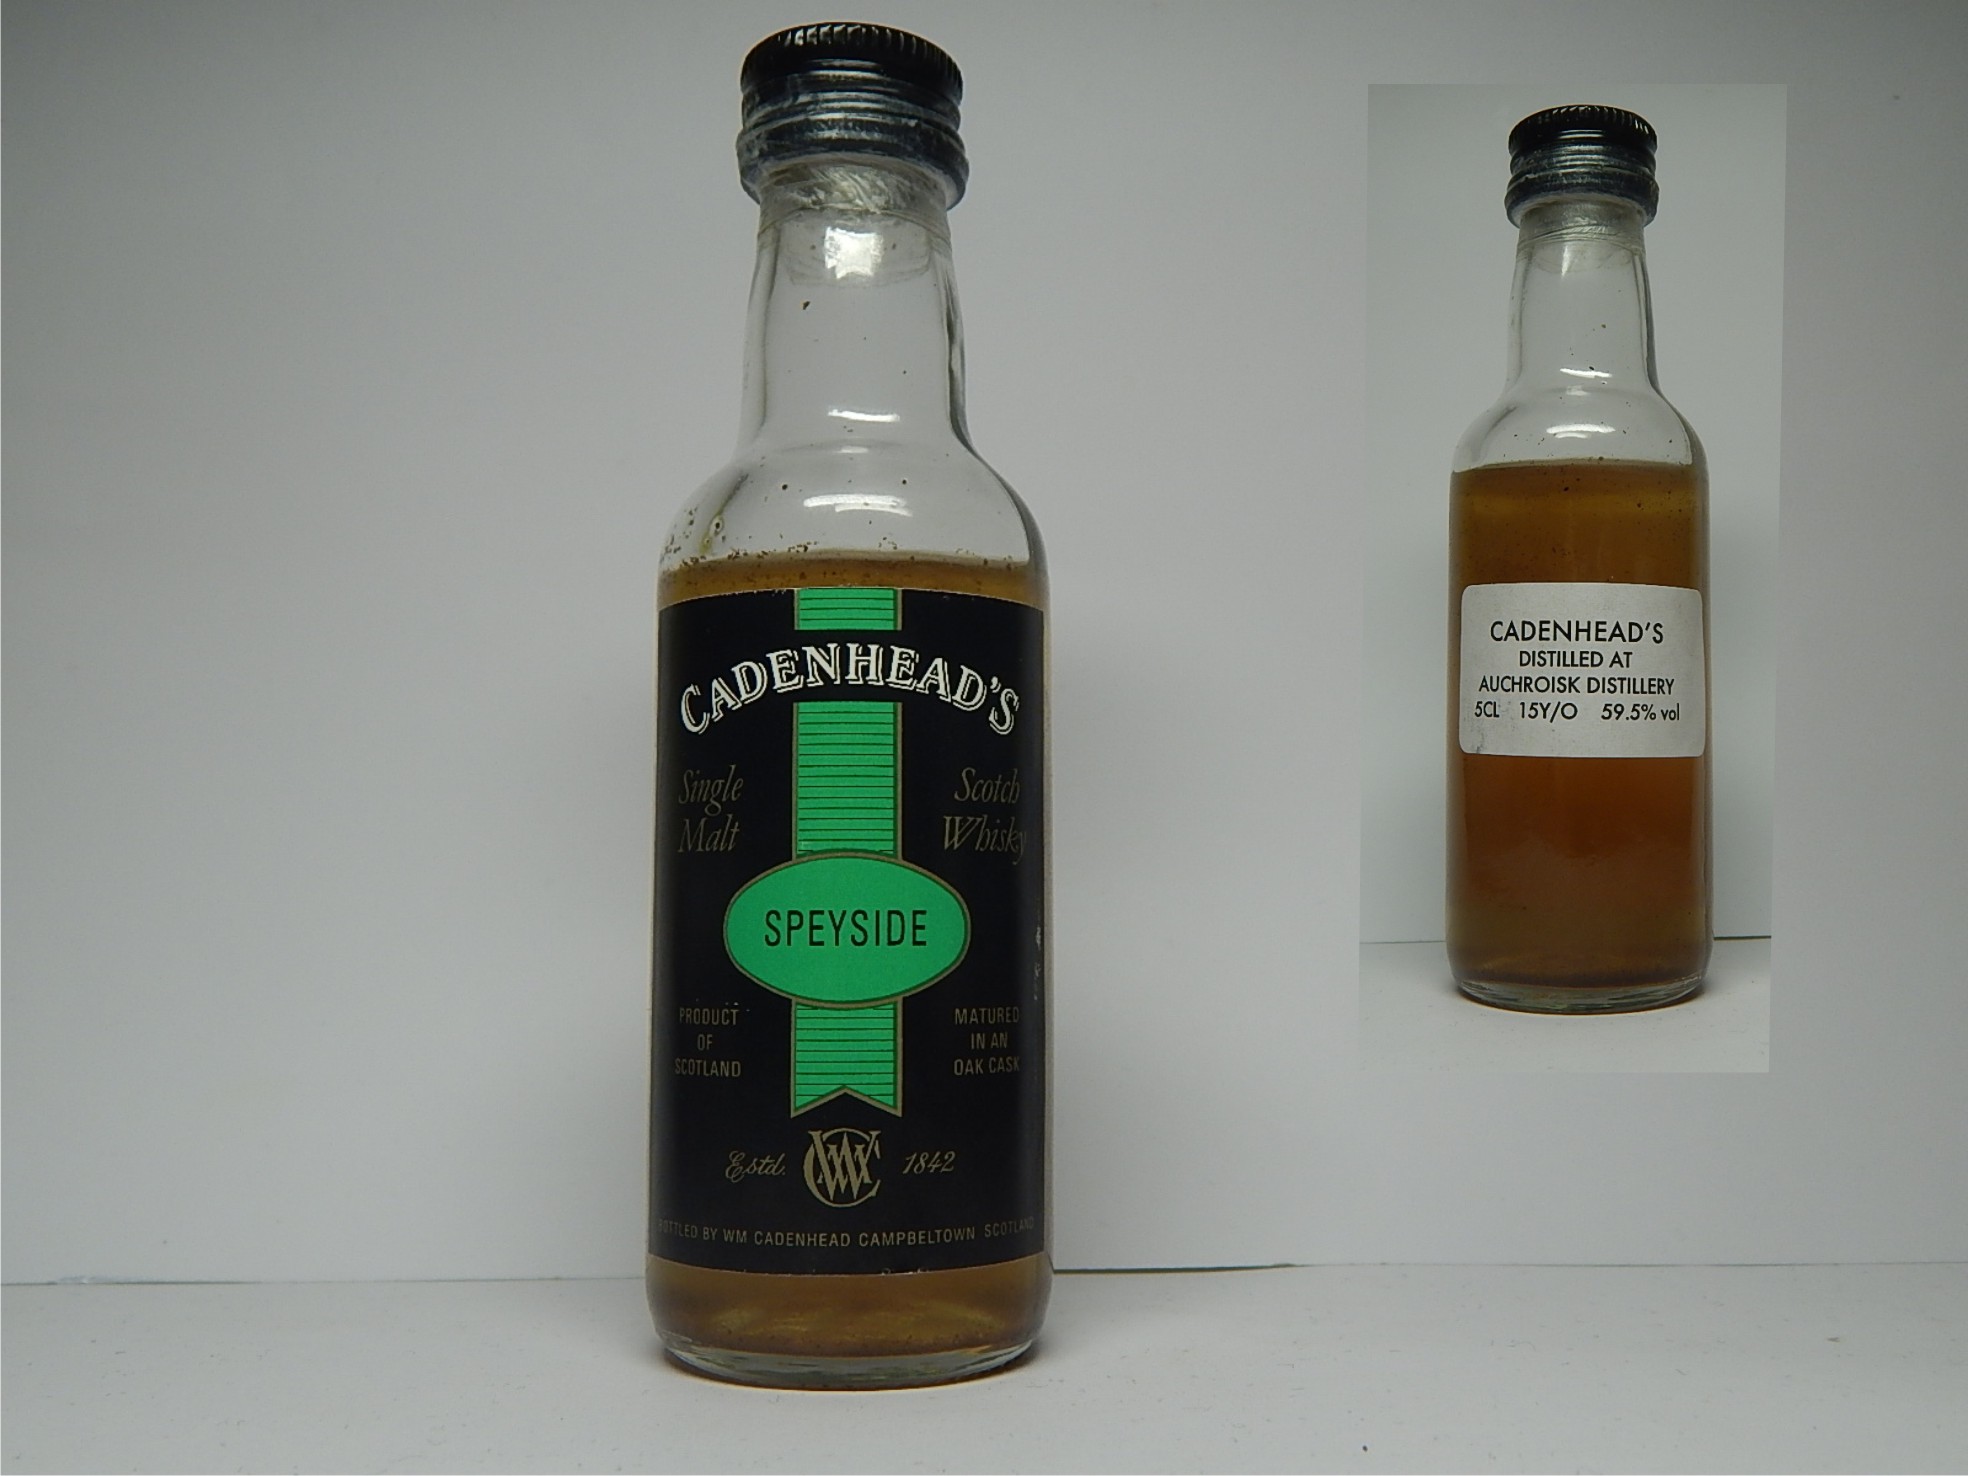 CADENHEAD'S
Single
Malt
Scotch
Whisky
SPEYSIDE
PRODUCT
OF
SCOTLAND
MATURED
IN AN
OAK CASK
Estd. WC 1842
BOTTLED BY WM CADENHEAD CAMPBELTOWN SCOTLAND
CADENHEAD'S
DISTILLED AT
AUCHROISK DISTILLERY
5CL 15Y/O 59.5% vol